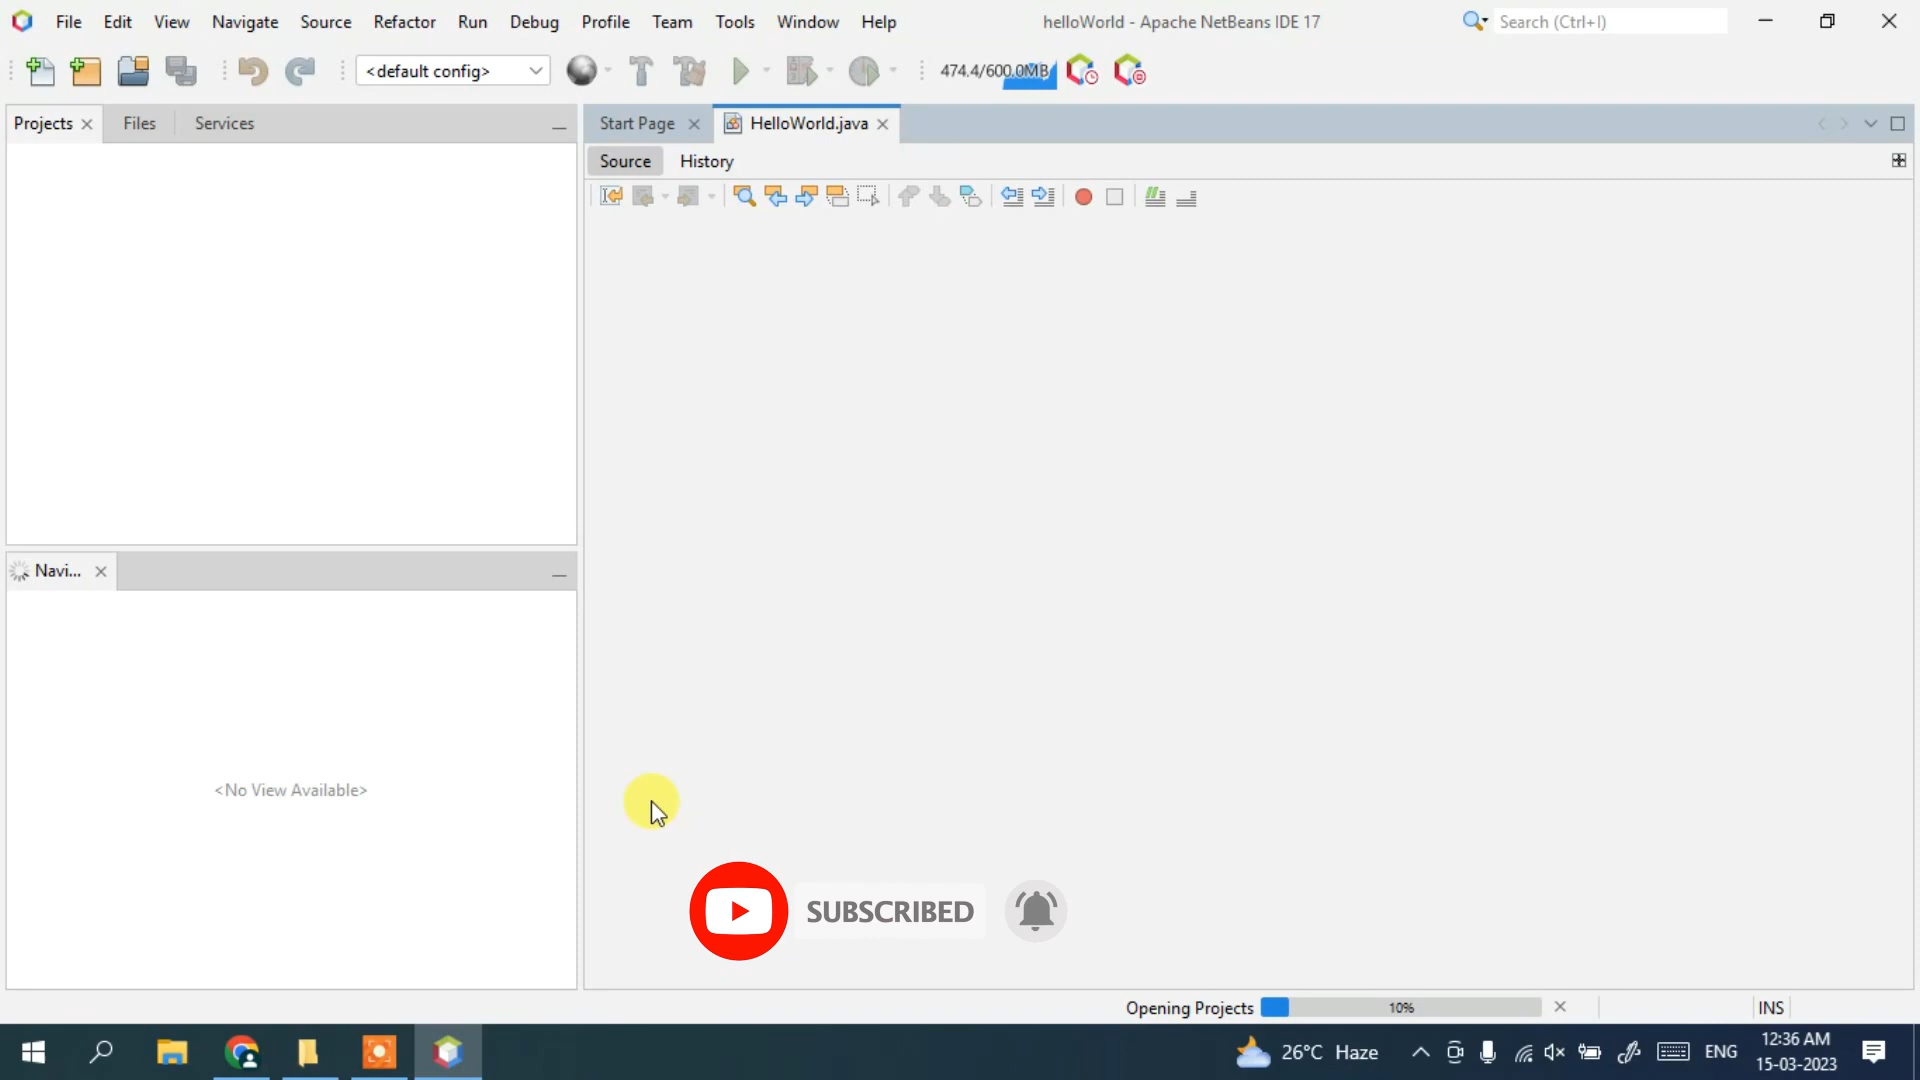 File Edit View Navigate Source Refactor Run Debug Profile Team Tools Window Help
helloWorld - Apache NetBeans IDE 17
Search (Ctrl+I)
<default config>
474.4/600.0MB
Projects Files Services
Start Page HelloWorld.java
Source History
Navi...
<No View Available>
SUBSCRIBED
Opening Projects 10% INS
26°C Haze
ENG
12:36 AM
15-03-2023